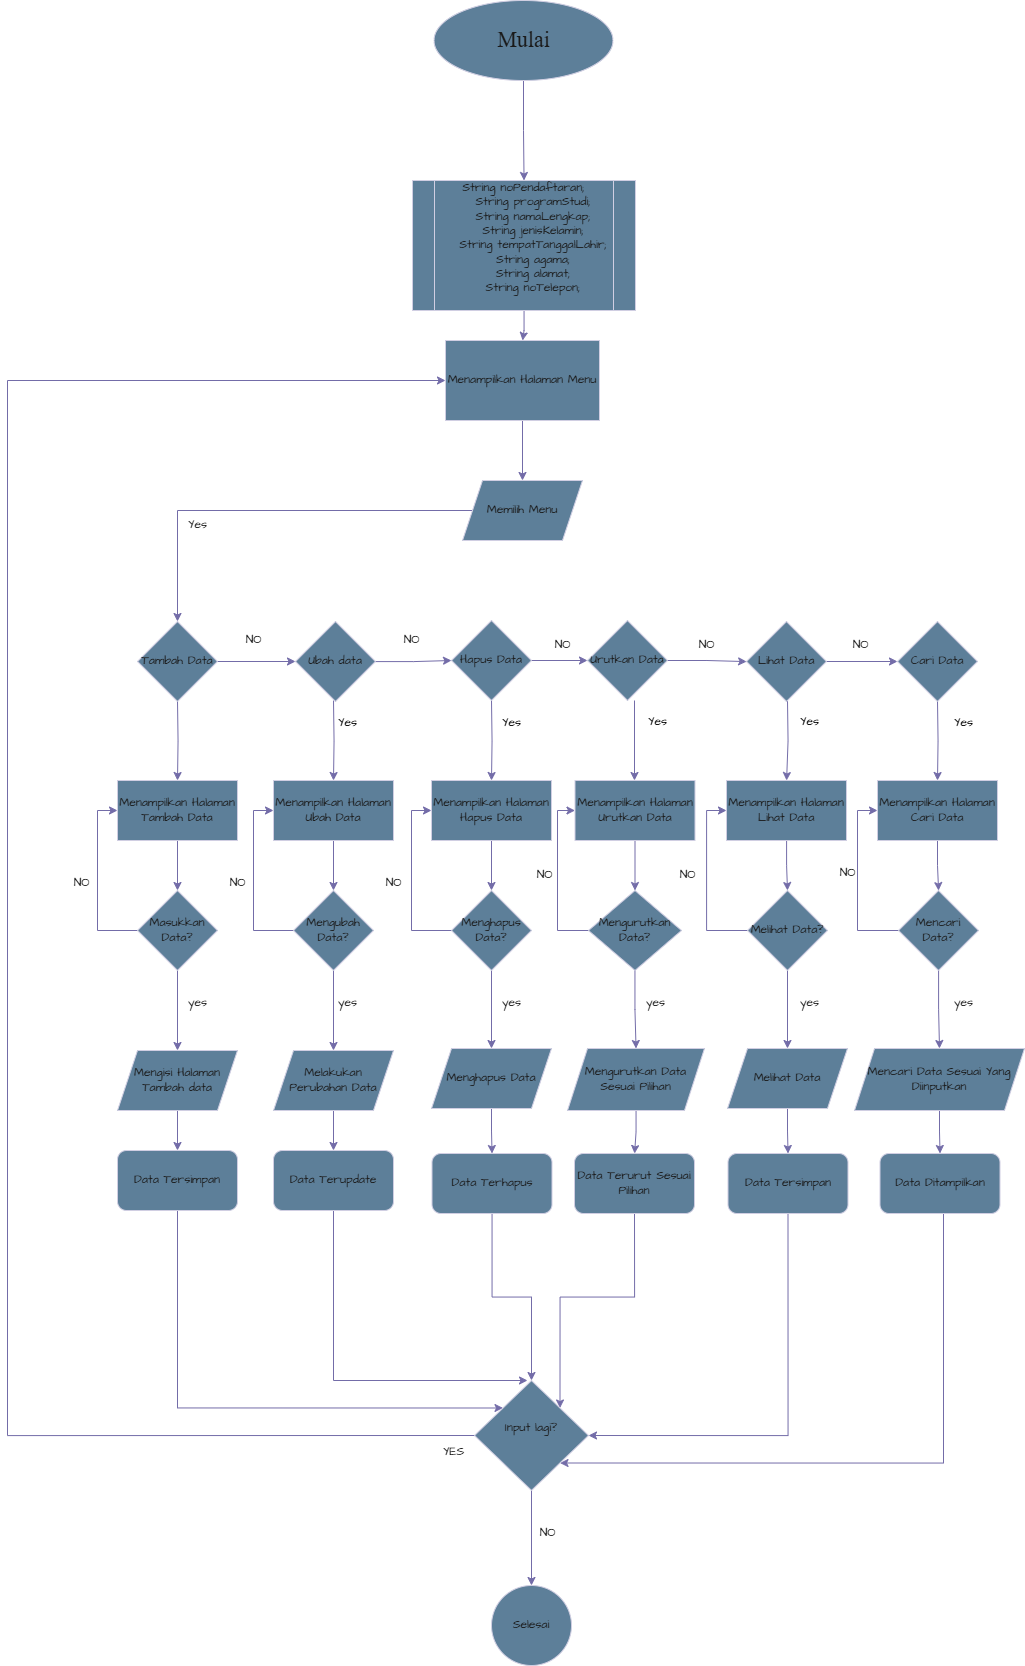 Mulai
String noPendaftaran;
String programStudi;
String namaLengkap;
String jenisKelamin;
String tempatTanggalLahir;
String agama;
String alamat;
String noTelepon;
Menampilkan Halaman Menu
Memilih Menu
Yes
NO
NO
NO
NO
NO
Tambah Data
Ubah data
Hapus Data
Urutkan Data
Lihat Data
Cari Data
Yes
Yes
Yes
Yes
Yes
Menampilkan Halaman
Tambah Data
Menampilkan Halaman
Ubah Data
Menampilkan Halaman
Hapus Data
Menampilkan Halaman
Urutkan Data
Menampilkan Halaman
Lihat Data
Menampilkan Halaman
Cari Data
NO
NO
NO
NO
NO
NO
Masukkan
Data?
Mengubah
Data?
Menghapus
Data?
Mengurutkan
Data?
Melihat Data?
Mencari
Data?
yes
yes
yes
yes
yes
yes
Mengisi Halaman
Tambah data
Melakukan
Perubahan Data
Menghapus Data
Mengurutkan Data
Sesuai Pilihan
Melihat Data
Mencari Data Sesuai Yang
Diinputkan
Data Tersimpan
Data Terupdate
Data Terhapus
Data Terurut Sesuai
Pilihan
Data Tersimpan
Data Ditampilkan
Input lagi?
YES
NO
Selesai